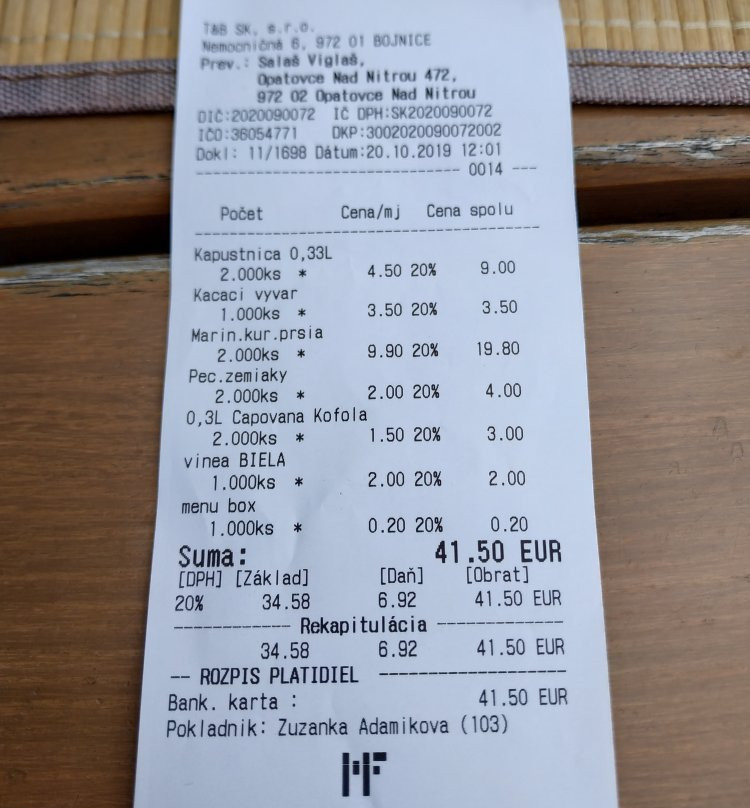 T&B SK, s.r.o.
Nemocničná 6, 972 01 BOJNICE
Prev.: Salaš Viglaš,
Opatovce Nad Nitrou 472,
972 02 Opatovce Nad Nitrou
DIČ:2020090072 IČ DPH:SK2020090072
IČO:36054771 DKP:3002020090072002
Dokl: 11/1698 Dátum:20.10.2019 12:01
0014
Počet Cena/mj Cena spolu
Kapustnica 0,33L
2.000ks * 4.50 20% 9.00
Kacaci vyvar
1.000ks * 3.50 20% 3.50
Marin.kur.prsia
2.000ks * 9.90 20% 19.80
Pec.zemiaky
2.000ks * 2.00 20% 4.00
0,3L Capovana Kofola
2.000ks * 1.50 20% 3.00
vinea BIELA
1.000ks * 2.00 20% 2.00
menu box
1.000ks * 0.20 20% 0.20
Suma: 41.50 EUR
[DPH] [Základ] [Daň] [Obrat]
20% 34.58 6.92 41.50 EUR
Rekapitulácia
34.58 6.92 41.50 EUR
ROZPIS PLATIDIEL
Bank. karta : 41.50 EUR
Pokladnik: Zuzanka Adamikova (103)
MF